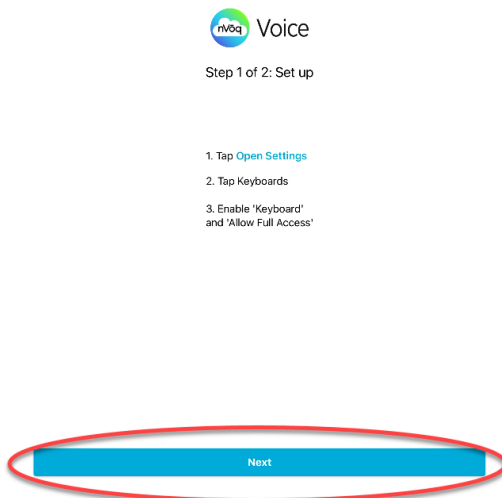 nVoq Voice
Step 1 of 2: Set up
1. Tap Open Settings
2. Tap Keyboards
3. Enable 'Keyboard'
and 'Allow Full Access'
Next